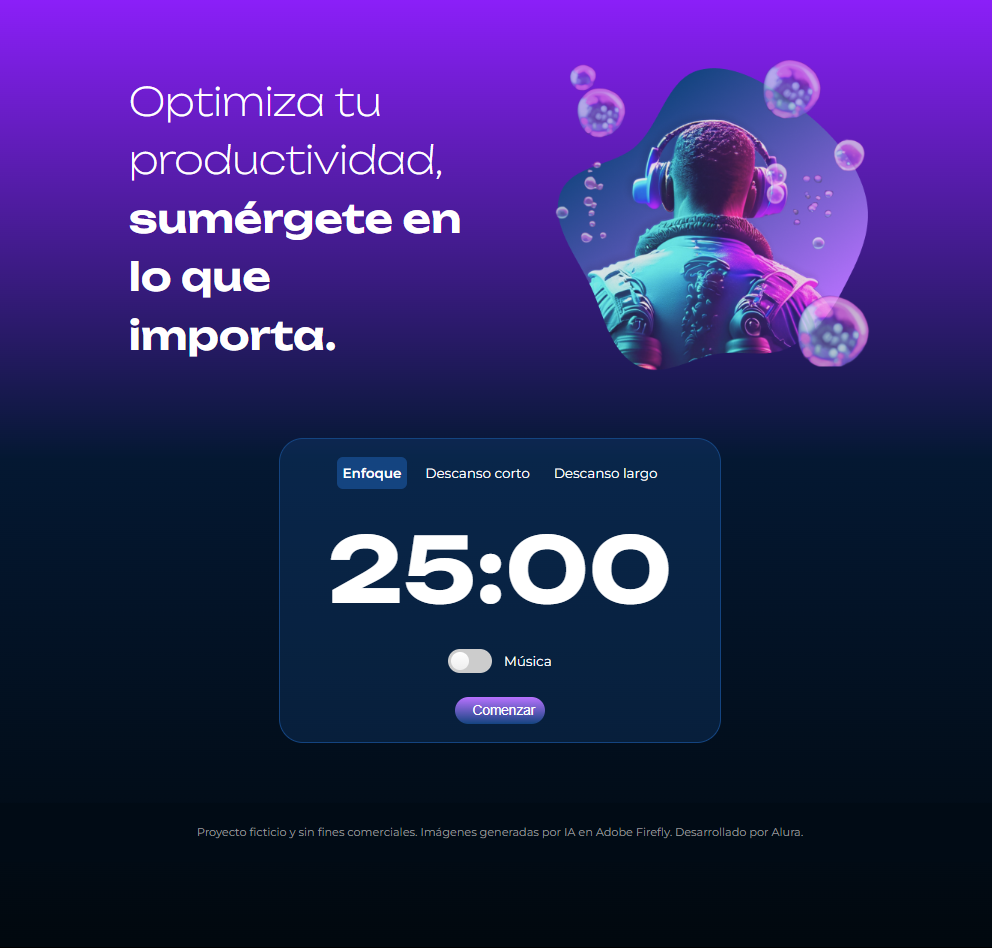 Optimiza tu
productividad,
sumérgete en
lo que
importa.
Enfoque Descanso corto Descanso largo
25:00
Música
Comenzar
Proyecto ficticio y sin fines comerciales. Imágenes generadas por IA en Adobe Firefly. Desarrollado por Alura.